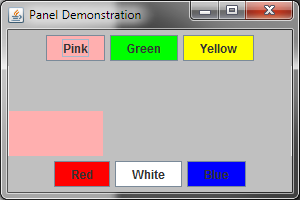 Panel Demonstration
Pink Green Yellow
Red White Blue